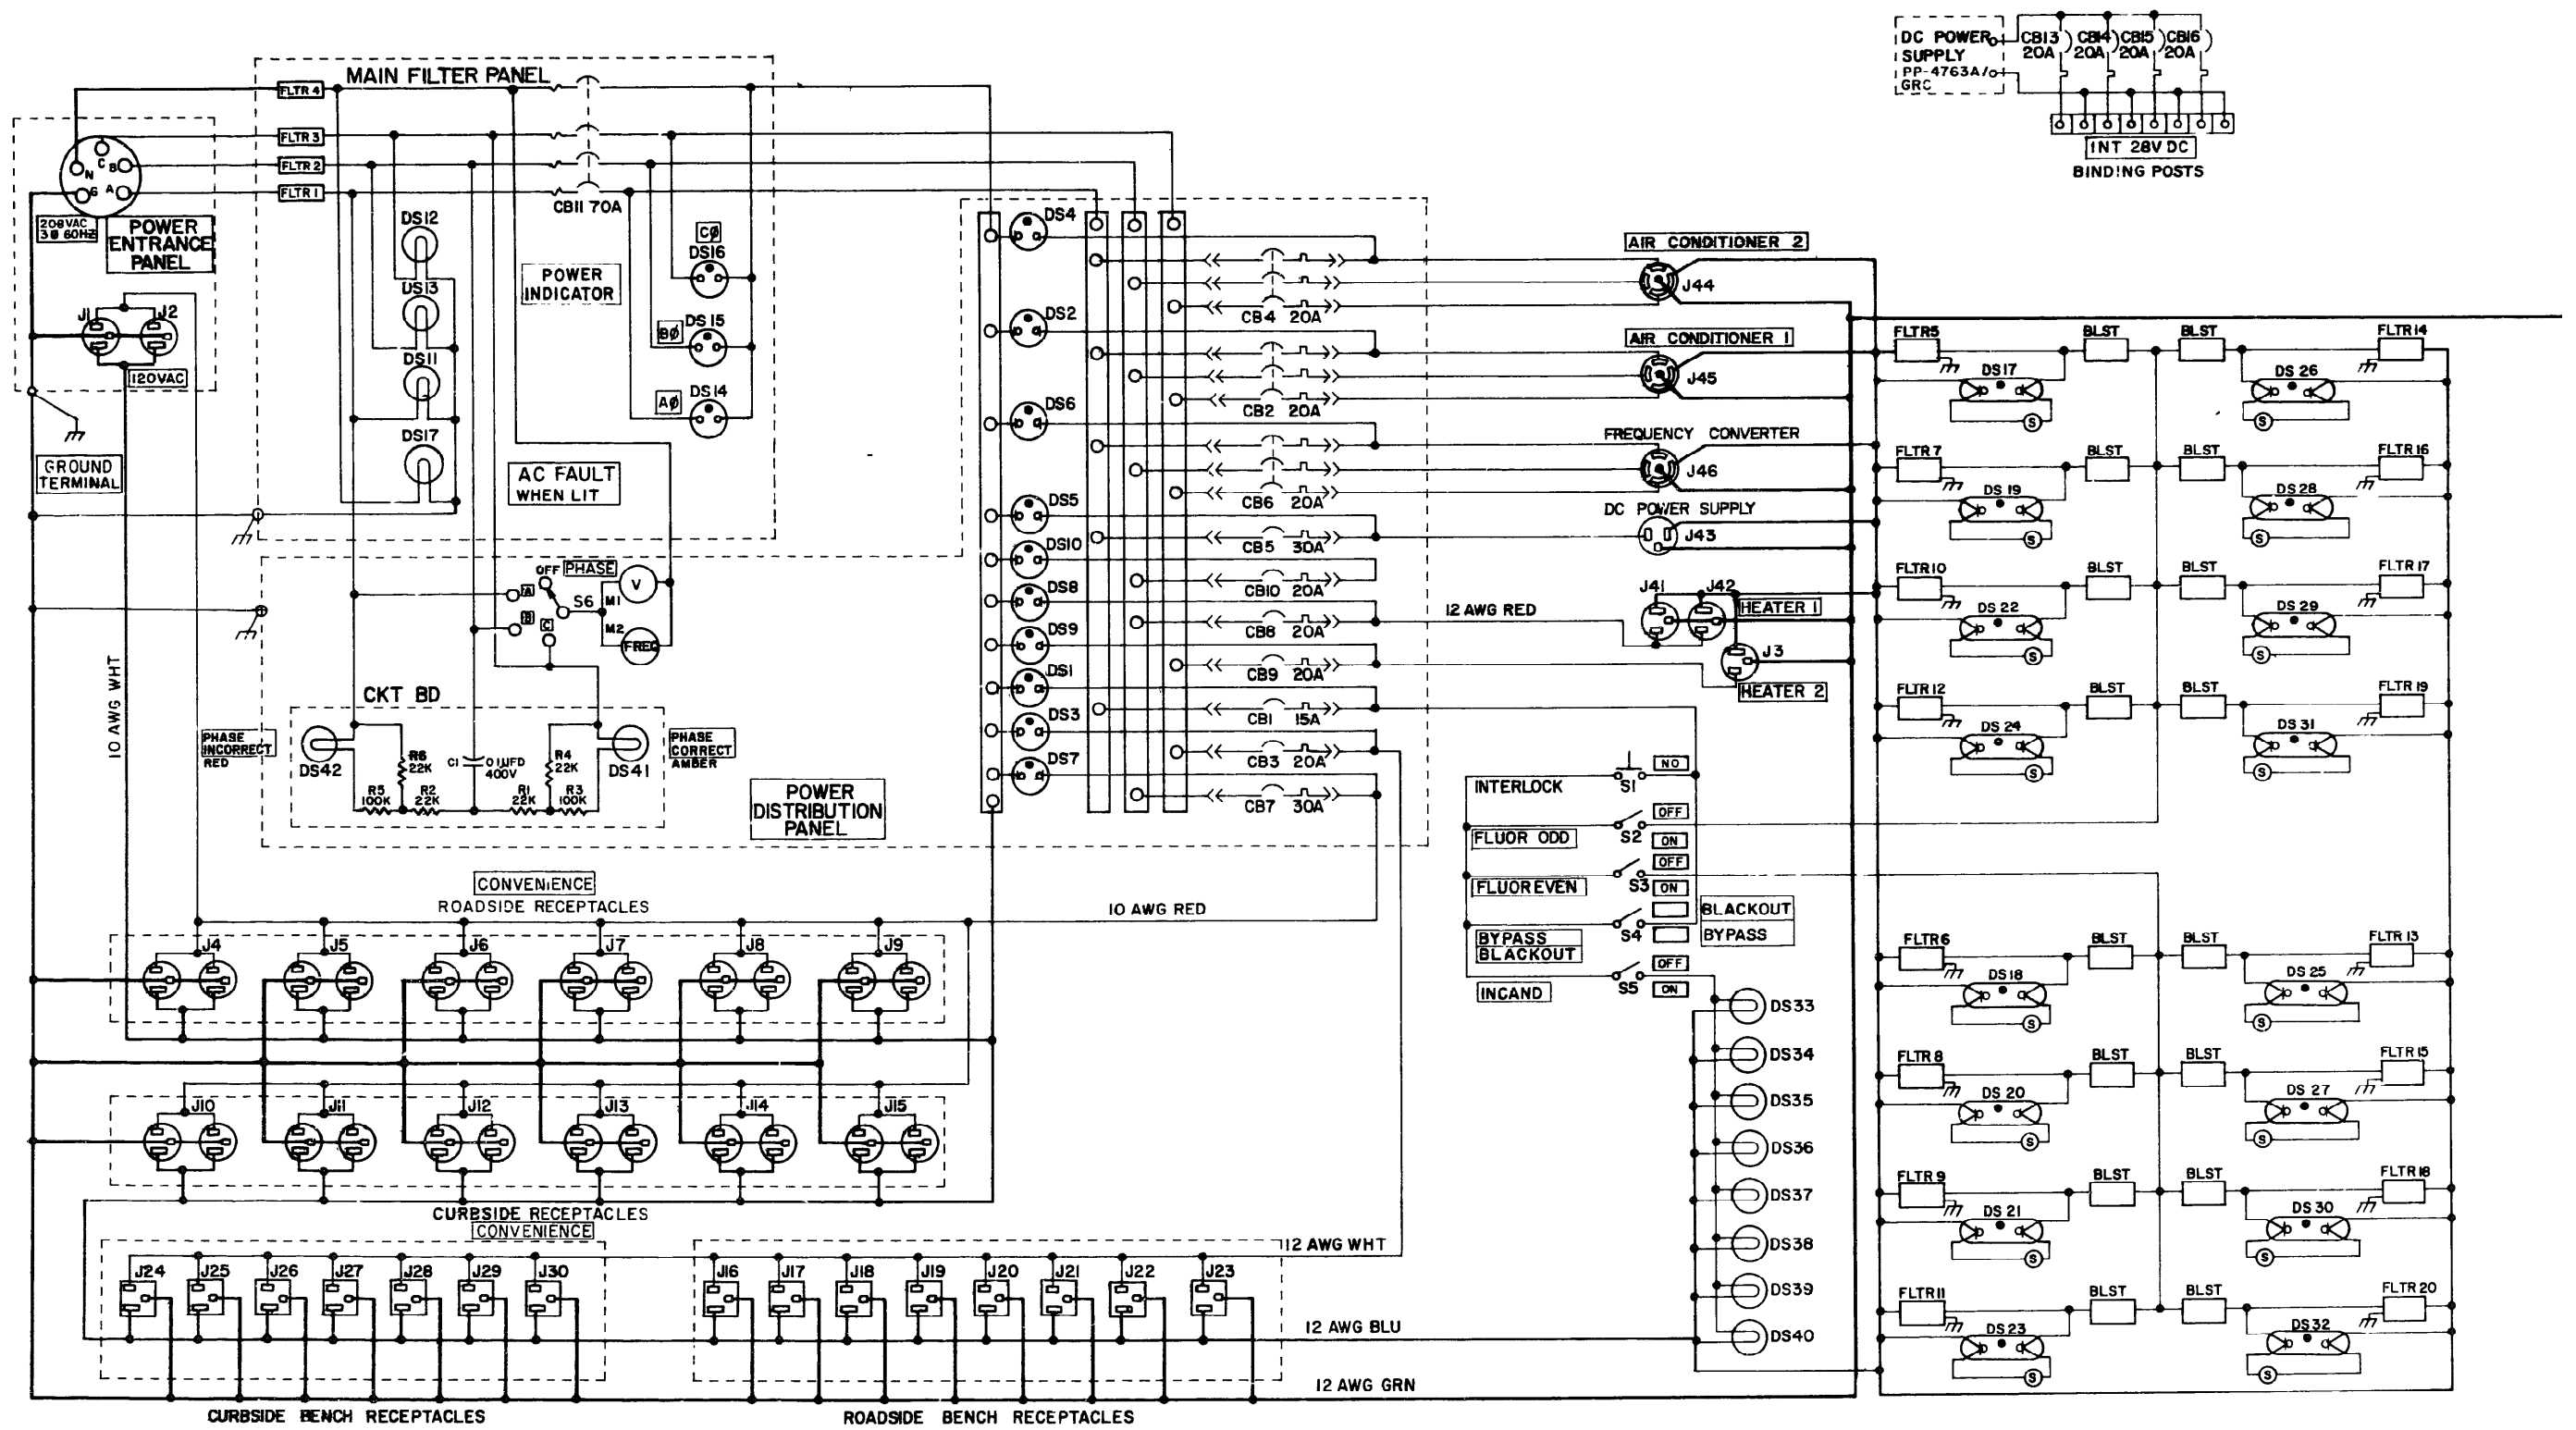 DC POWER
SUPPLY
PP-4763A/
GRC
CB13
20A
CB14
20A
CB15
20A
CB16
20A
INT 28V DC
BINDING POSTS
MAIN FILTER PANEL
FLTR 4
FLTR 3
FLTR 2
FLTR 1
C
B
N
G
A
208VAC
3Ø 60HZ
POWER
ENTRANCE
PANEL
J1
J2
120VAC
GROUND
TERMINAL
DS12
DS13
DS11
DS17
CB11 70A
POWER
INDICATOR
CØ
DS16
BØ
DS15
AØ
DS14
AC FAULT
WHEN LIT
OFF
PHASE
A
B
C
S6
V
M1
M2
FREQ
10 AWG WHT
CKT BD
PHASE
INCORRECT
RED
DS42
R6
22K
R5
100K
R2
22K
C1
0.1UFD
400V
R4
22K
R1
22K
R3
100K
DS41
PHASE
CORRECT
AMBER
POWER
DISTRIBUTION
PANEL
DS4
DS2
DS6
DS5
DS10
DS8
DS9
DS1
DS3
DS7
CB4 20A
CB2 20A
CB6 20A
CB5 30A
CB10 20A
CB8 20A
CB9 20A
CB1 15A
CB3 20A
CB7 30A
AIR CONDITIONER 2
J44
AIR CONDITIONER 1
J45
FREQUENCY CONVERTER
J46
DC POWER SUPPLY
J43
12 AWG RED
J41
J42
HEATER 1
J3
HEATER 2
INTERLOCK
S1
NO
FLUOR ODD
S2
OFF
ON
FLUOR EVEN
S3
OFF
ON
BYPASS
BLACKOUT
S4
BLACKOUT
BYPASS
INCAND
S5
OFF
ON
DS33
DS34
DS35
DS36
DS37
DS38
DS39
DS40
FLTR5
BLST
BLST
FLTR14
DS17
S
DS 26
S
FLTR 7
BLST
BLST
FLTR16
DS 19
S
DS 28
S
FLTR10
BLST
BLST
FLTR 17
DS 22
S
DS 29
S
FLTR 12
BLST
BLST
FLTR 19
DS 24
S
DS 31
S
FLTR6
BLST
BLST
FLTR 13
DS 18
S
DS 25
S
FLTR 8
BLST
BLST
FLTR 15
DS 20
S
DS 27
S
FLTR 9
BLST
BLST
FLTR 18
DS 21
S
DS 30
S
FLTR11
BLST
BLST
FLTR 20
DS23
S
DS32
S
CONVENIENCE
ROADSIDE RECEPTACLES
10 AWG RED
J4
J5
J6
J7
J8
J9
J10
J11
J12
J13
J14
J15
CURBSIDE RECEPTACLES
CONVENIENCE
12 AWG WHT
J24
J25
J26
J27
J28
J29
J30
J16
J17
J18
J19
J20
J21
J22
J23
12 AWG BLU
12 AWG GRN
CURBSIDE BENCH RECEPTACLES
ROADSIDE BENCH RECEPTACLES